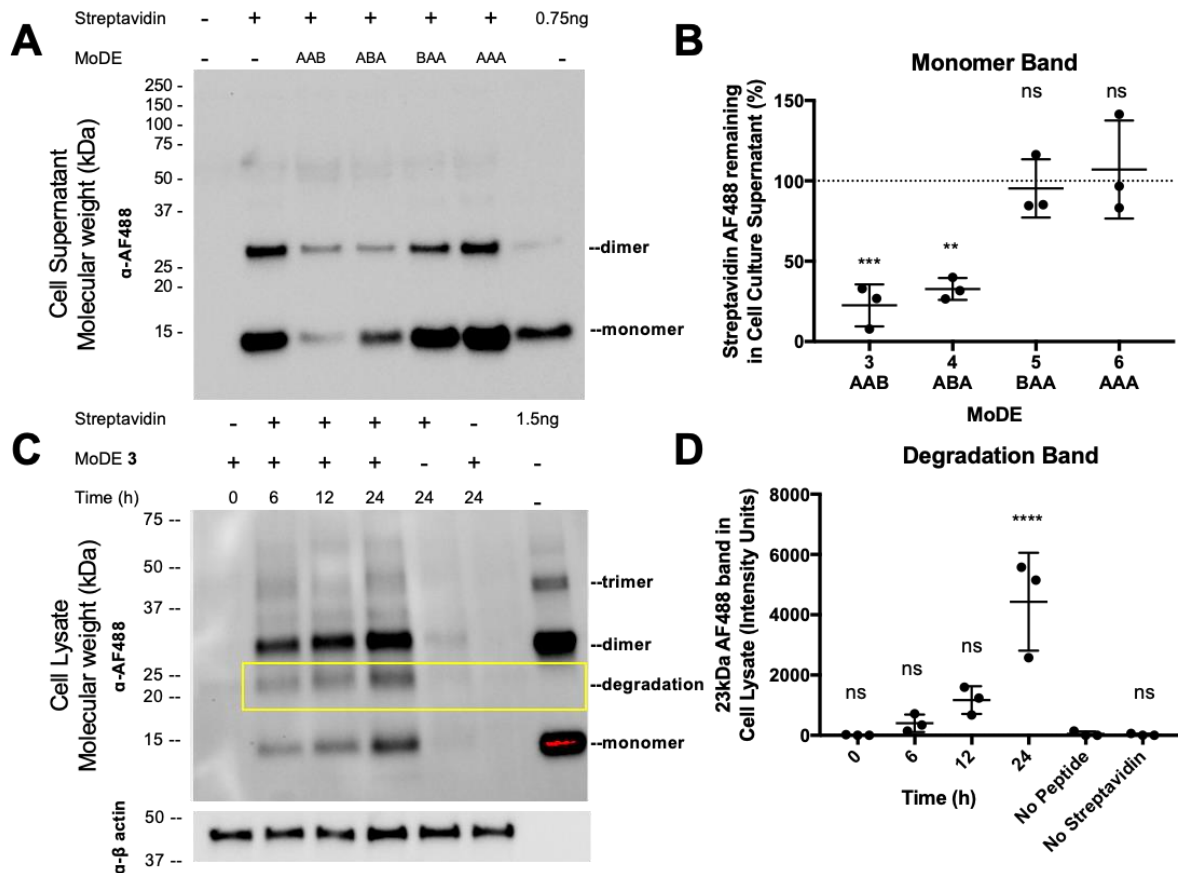 A
Streptavidin - + + + + + 0.75ng
MoDE - - AAB ABA BAA AAA -
Cell Supernatant
Molecular weight (kDa)
α-AF488
250 -
150 -
100 -
75 -
50 -
37 -
25 -
20 -
15 -
--dimer
--monomer
B
Monomer Band
Streptavidin AF488 remaining
in Cell Culture Supernatant (%)
150
100
50
0
***
**
ns
ns
3 4 5 6
AAB ABA BAA AAA
MoDE
C
Streptavidin - + + + + - 1.5ng
MoDE 3 + + + + - + -
Time (h) 0 6 12 24 24 24 -
Cell Lysate
Molecular weight (kDa)
α-AF488
75 --
50 --
37 --
25 --
20 --
15 --
--trimer
--dimer
--degradation
--monomer
α-β actin
50 --
37 --
D
Degradation Band
23kDa AF488 band in
Cell Lysate (Intensity Units)
8000
6000
4000
2000
0
ns
ns
ns
****
ns
0 6 12 24 No Peptide No Streptavidin
Time (h)